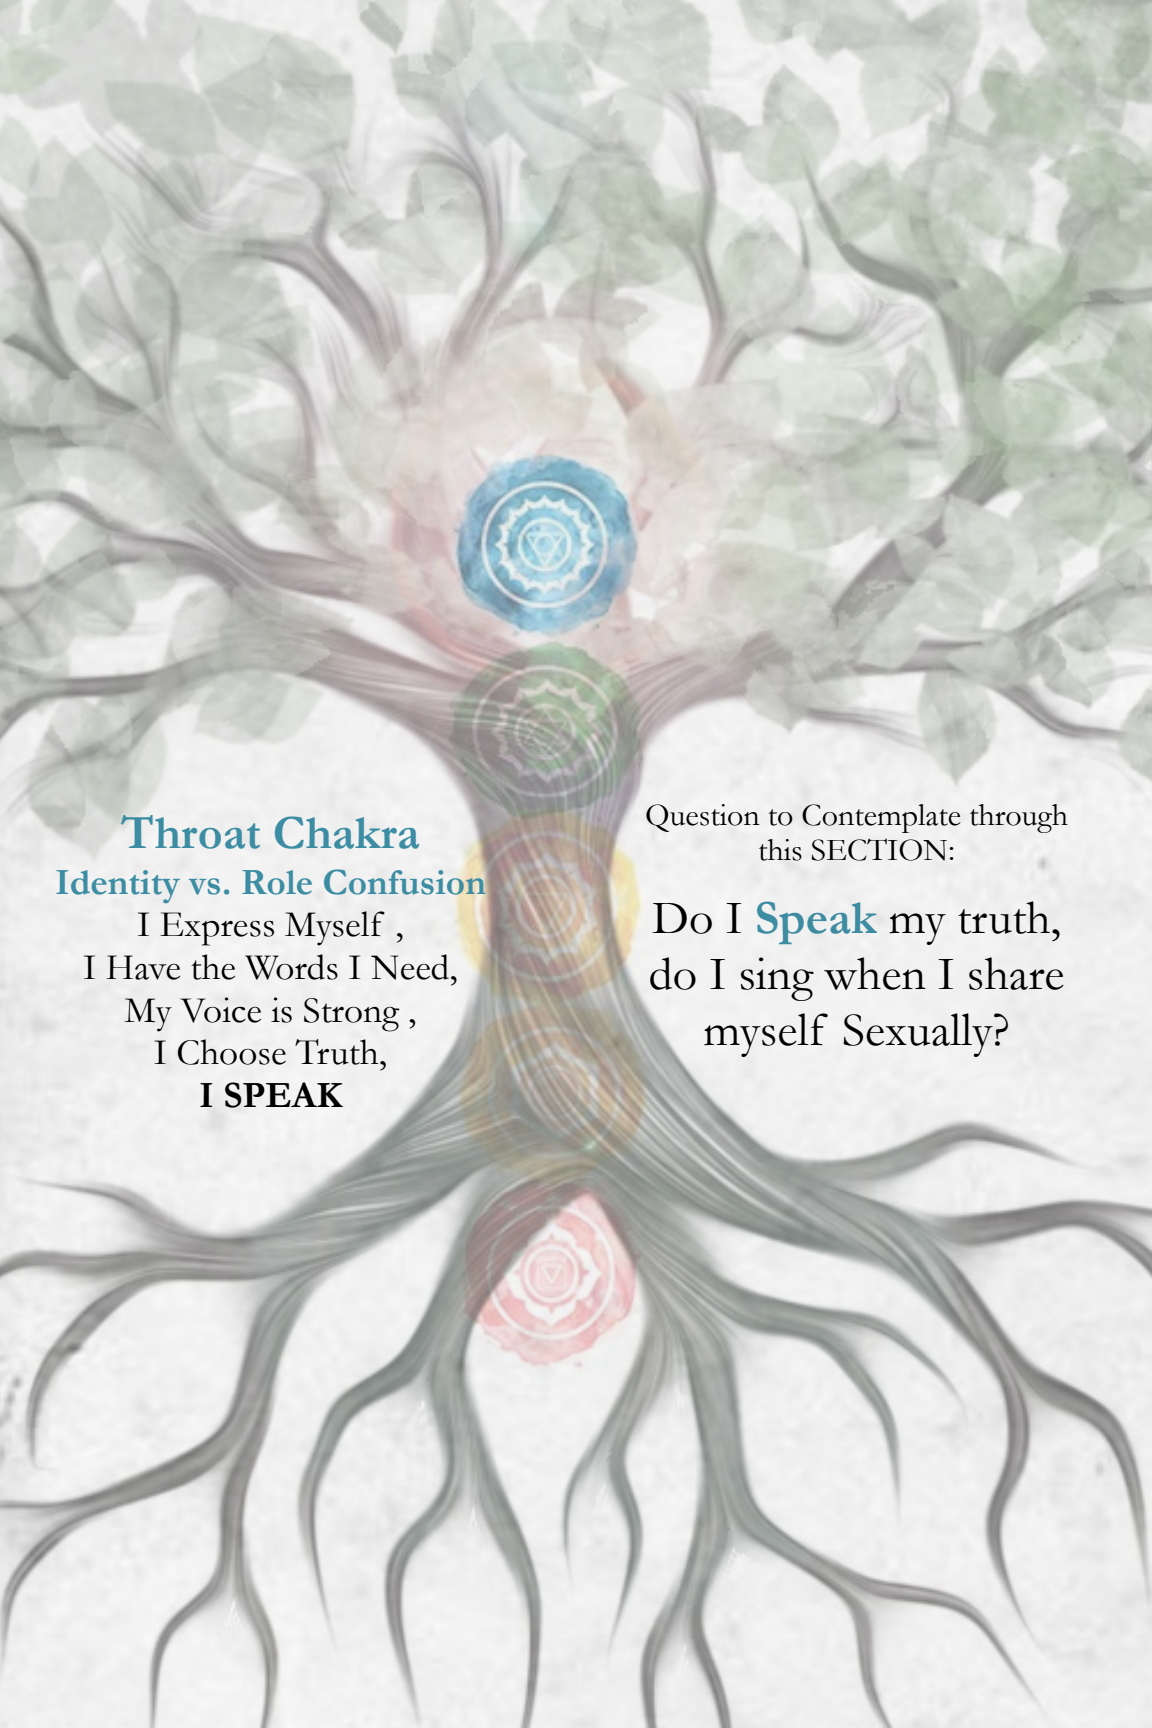 Throat Chakra
Identity vs. Role Confusion
I Express Myself ,
I Have the Words I Need,
My Voice is Strong ,
I Choose Truth,
I SPEAK
Question to Contemplate through
this SECTION:
Do I Speak my truth,
do I sing when I share
myself Sexually?